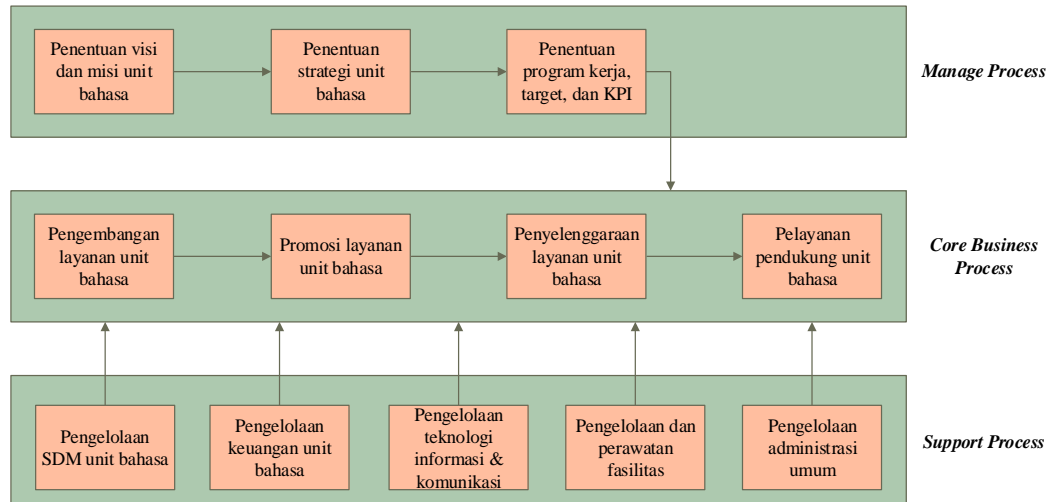 Penentuan visi
dan misi unit
bahasa
Penentuan
strategi unit
bahasa
Penentuan
program kerja,
target, dan KPI
Manage Process
Pengembangan
layanan unit
bahasa
Promosi layanan
unit bahasa
Penyelenggaraan
layanan unit
bahasa
Pelayanan
pendukung unit
bahasa
Core Business
Process
Pengelolaan
SDM unit bahasa
Pengelolaan
keuangan unit
bahasa
Pengelolaan
teknologi
informasi &
komunikasi
Pengelolaan dan
perawatan
fasilitas
Pengelolaan
administrasi
umum
Support Process